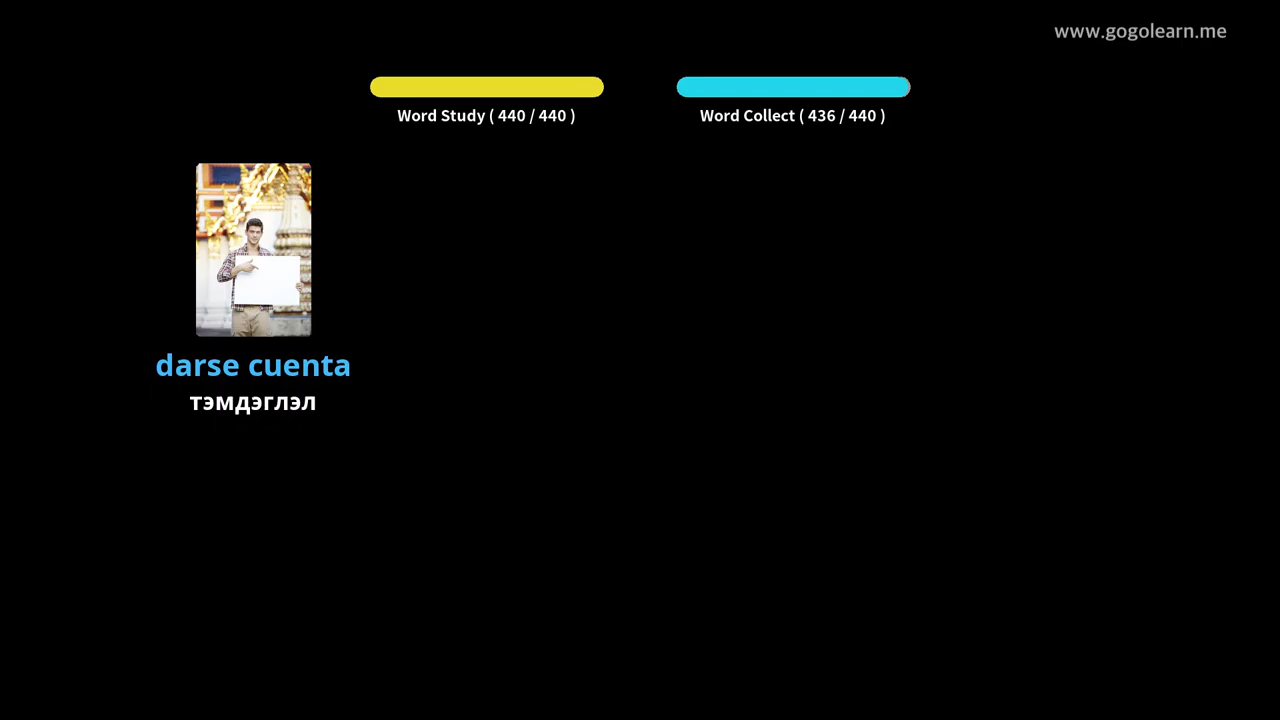 www.gogolearn.me
Word Study ( 440 / 440 )
Word Collect ( 436 / 440 )
darse cuenta
тэмдэглэл